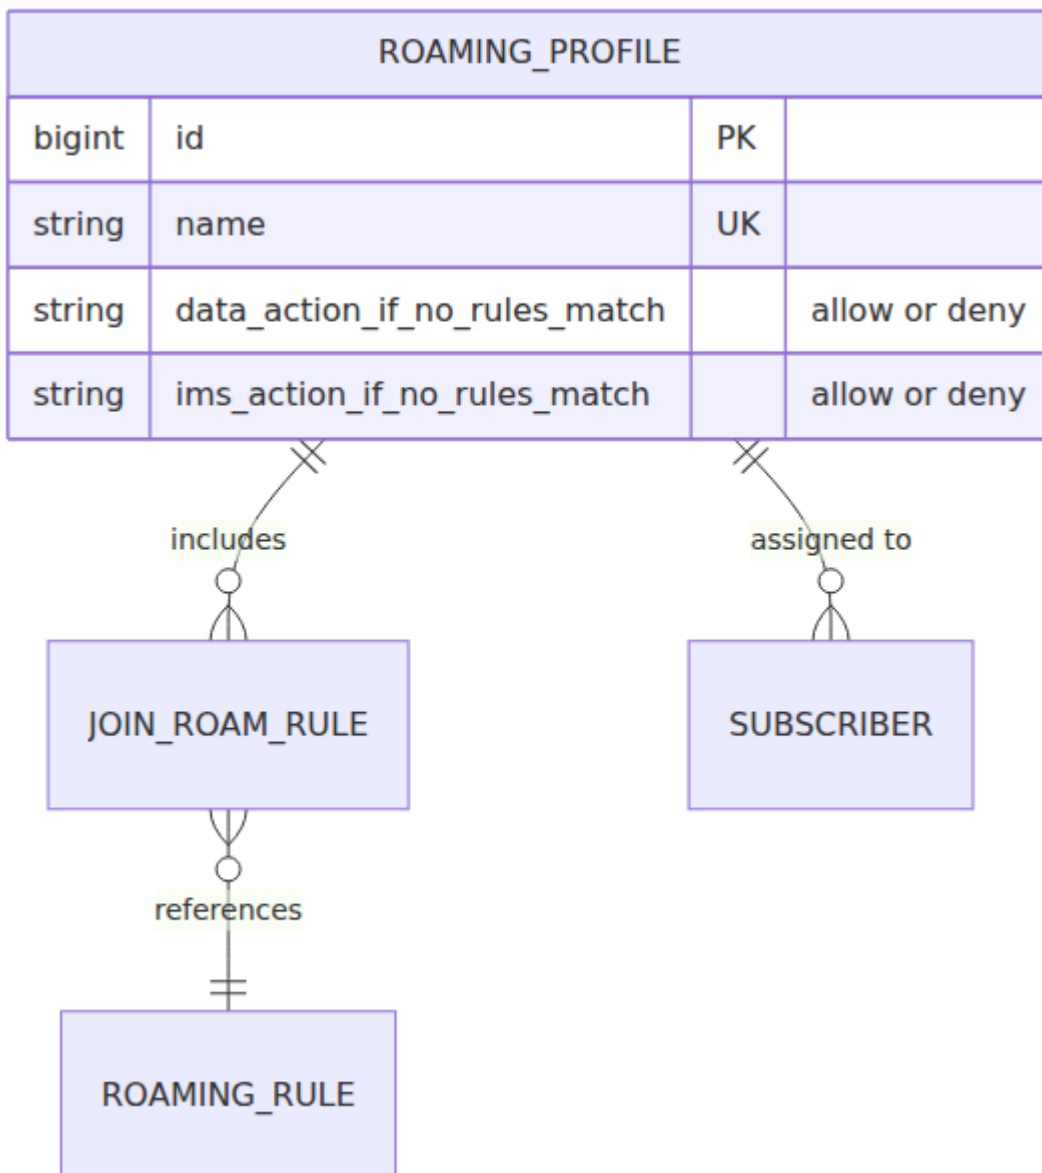 ROAMING_PROFILE
bigint id PK
string name UK
string data_action_if_no_rules_match allow or deny
string ims_action_if_no_rules_match allow or deny
includes assigned to
JOIN_ROAM_RULE SUBSCRIBER
references
ROAMING_RULE